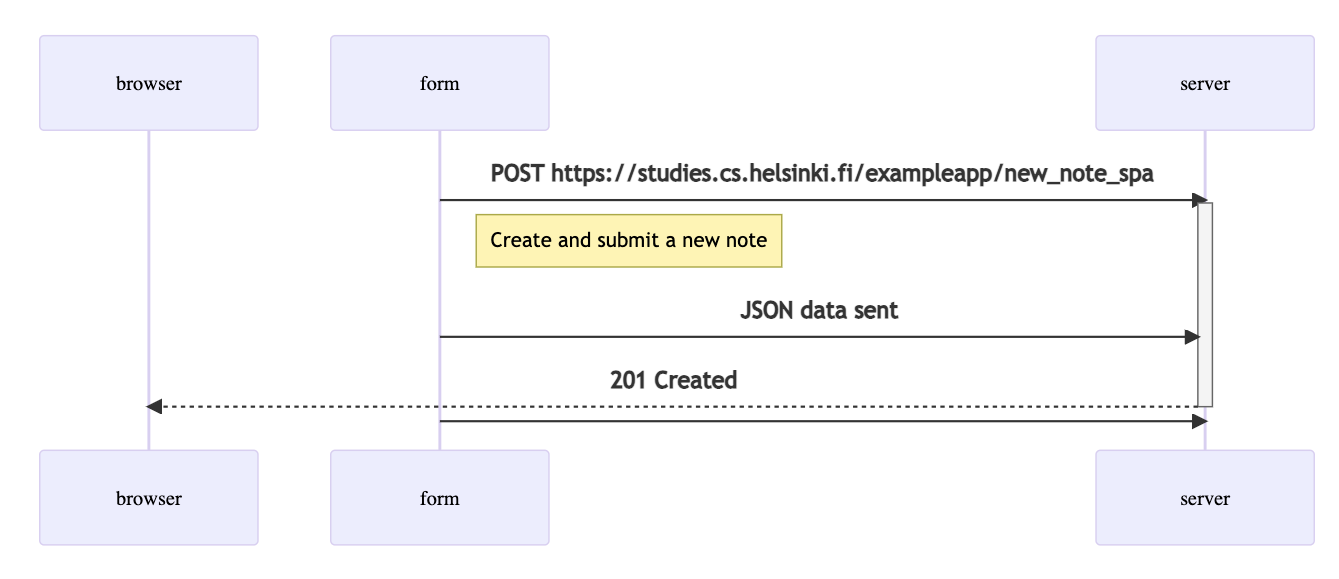 browser
form
server
POST https://studies.cs.helsinki.fi/exampleapp/new_note_spa
Create and submit a new note
JSON data sent
201 Created
browser
form
server